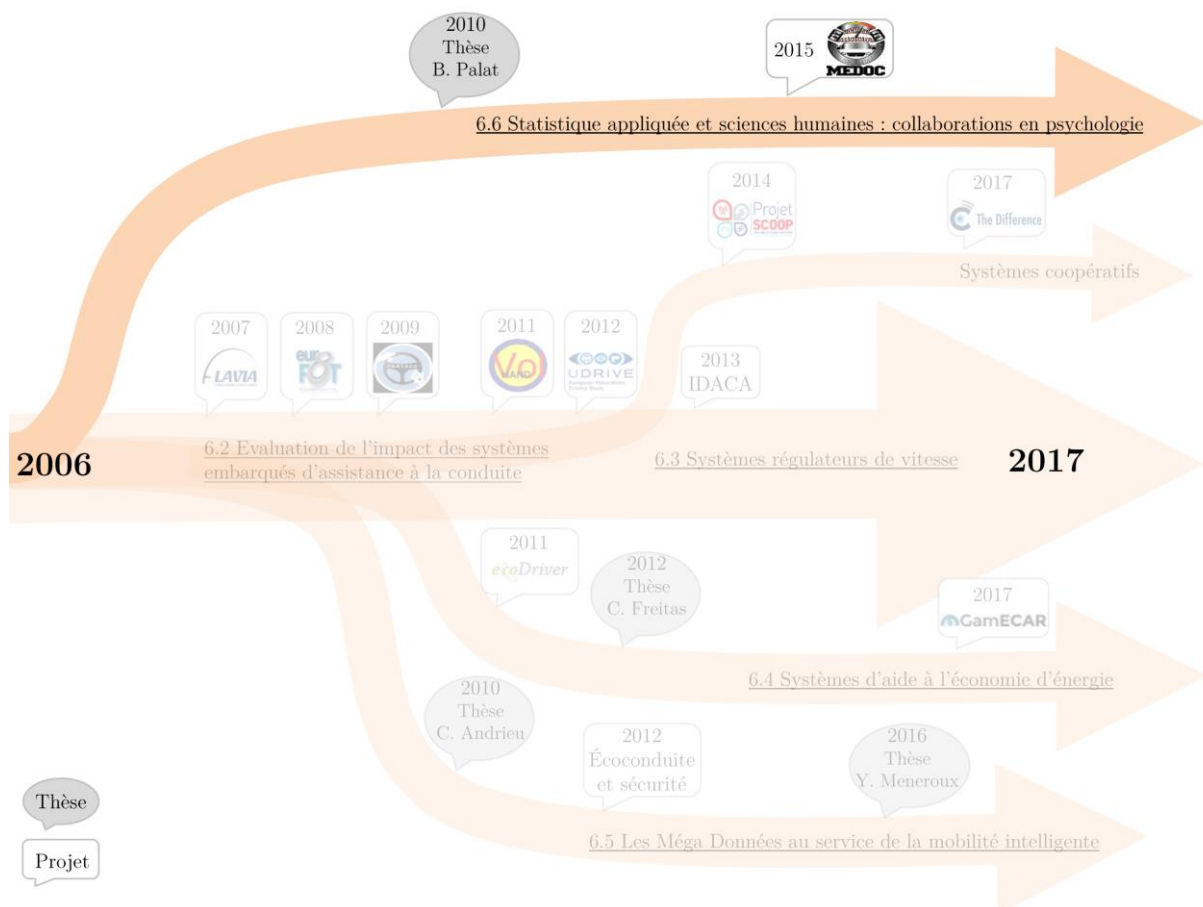 2010
Thèse
B. Palat
2015
MEDOC
6.6 Statistique appliquée et sciences humaines : collaborations en psychologie
2014
Projet
SCOOP
2017
The Difference
Systèmes coopératifs
2007
LAVIA
2008
euro
FOT
2009
2011
Vo
2012
UDRIVE
2013
IDACA
6.2 Evaluation de l'impact des systèmes
embarqués d'assistance à la conduite
6.3 Systèmes régulateurs de vitesse
2006
2017
2011
ecoDriver
2012
Thèse
C. Freitas
2017
GamECAR
6.4 Systèmes d'aide à l'économie d'énergie
2010
Thèse
C. Andrieu
2012
Écoconduite
et sécurité
2016
Thèse
Y. Meneroux
6.5 Les Méga Données au service de la mobilité intelligente
Thèse
Projet